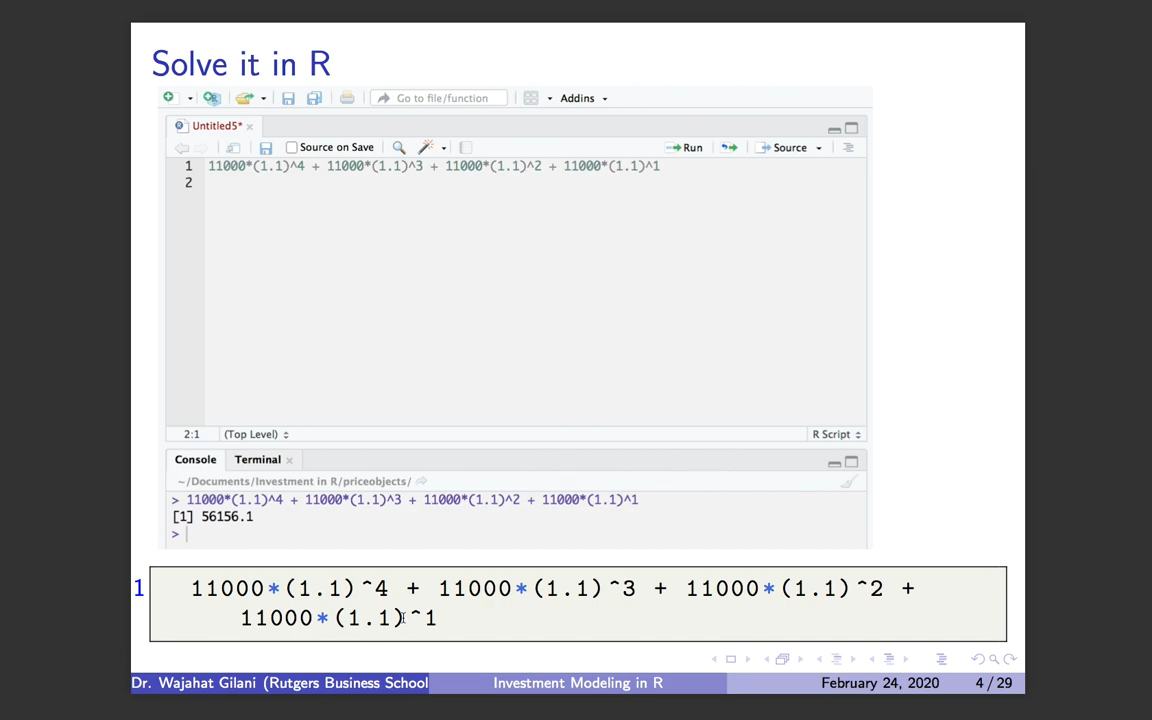 Solve it in R
Go to file/function
Addins
Untitled5*
Source on Save
Run
Source
1 11000*(1.1)^4 + 11000*(1.1)^3 + 11000*(1.1)^2 + 11000*(1.1)^1
2
2:1 (Top Level) R Script
Console Terminal
~/Documents/Investment in R/priceobjects/
> 11000*(1.1)^4 + 11000*(1.1)^3 + 11000*(1.1)^2 + 11000*(1.1)^1
[1] 56156.1
>
1 11000*(1.1)^4 + 11000*(1.1)^3 + 11000*(1.1)^2 +
11000*(1.1)^1
Dr. Wajahat Gilani (Rutgers Business School Investment Modeling in R February 24, 2020 4 / 29